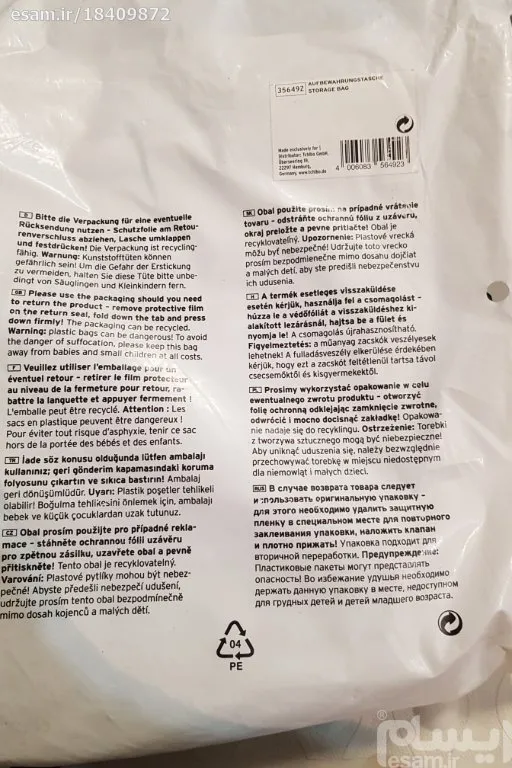 esam.ir/18409872
356492
AUFBEWAHRUNGSTASCHE
STORAGE BAG
Made exclusively for |
Distributor: Tchibo GmbH,
Überseering 18,
22297 Hamburg,
Germany, www.tchibo.com
4 006083 564923
D Bitte die Verpackung für eine eventuelle
Rücksendung nutzen - Schutzfolie am Retou-
renverschluss abziehen, Lasche umklappen
und festdrücken! Die Verpackung ist recycling-
fähig. Warnung: Kunststofftüten können
gefährlich sein! Um die Gefahr der Erstickung
zu vermeiden, halten Sie diese Tüte bitte unbe-
dingt von Säuglingen und Kleinkindern fern.
GB Please use the packaging should you need
to return the product - remove protective film
on the return seal, fold down the tab and press
down firmly! The packaging can be recycled.
Warning: plastic bags can be dangerous! To avoid
the danger of suffocation, please keep this bag
away from babies and small children at all costs.
F Veuillez utiliser l'emballage pour un
éventuel retour - retirer le film protecteur
au niveau de la fermeture pour retour, ra-
battre la languette et appuyer fermement !
L'emballe peut être recyclé. Attention : Les
sacs en plastique peuvent être dangereux !
Pour éviter tout risque d'asphyxie, tenir ce sac
hors de la portée des bébés et des enfants.
TR İade söz konusu olduğunda lütfen ambalajı
kullanınız; geri gönderim kapamasındaki koruma
folyosunu çıkartın ve sıkıca bastırın! Ambalaj
geri dönüşümlüdür. Uyarı: Plastik poşetler tehlikeli
olabilir! Boğulma tehlikesini önlemek için, ambalajı
bebek ve küçük çocuklardan uzak tutunuz.
CZ Obal prosím použijte pro případné rekla-
mace - stáhněte ochrannou fólii uzávěru
pro zpětnou zásilku, uzavřete obal a pevně
přitiskněte! Tento obal je recyklovatelný.
Varování: Plastové pytlíky mohou být nebez-
pečné! Abyste předešli nebezpečí udušení,
udržujte prosím tento obal bezpodmínečně
mimo dosah kojenců a malých dětí.
SK Obal použite prosím na prípadné vrátenie
tovaru - odstráňte ochrannú fóliu z uzáveru,
okraj preložte a pevne pritlačte! Obal je
recyklovateľný. Upozornenie: Plastové vrecká
môžu byť nebezpečné! Udržujte toto vrecko
prosím bezpodmienečne mimo dosahu dojčiat
a malých detí, aby ste predišli nebezpečenstvu
ich udusenia.
H A termék esetleges visszaküldése
esetén kérjük, használja fel a csomagolást -
húzza le a védőfóliát a visszaküldéshez ki-
alakított lezárásnál, hajtsa be a fület és
nyomja le! A csomagolás újrahasznosítható.
Figyelmeztetés: a műanyag zacskók veszélyesek
lehetnek! A fulladásveszély elkerülése érdekében
kérjük, hogy ezt a zacskót feltétlenül tartsa távol
csecsemőktől és kisgyermekektől.
PL Prosimy wykorzystać opakowanie w celu
ewentualnego zwrotu produktu - otworzyć
folię ochronną odklejając zamknięcie zwrotne,
odwrócić i mocno docisnąć zakładkę! Opakowa-
nie nadaje się do recyklingu. Ostrzeżenie: Torebki
z tworzywa sztucznego mogą być niebezpieczne!
Aby uniknąć uduszenia się, należy bezwzględnie
przechowywać torebkę w miejscu niedostępnym
dla niemowląt i małych dzieci.
RUS В случае возврата товара следует
использовать оригинальную упаковку -
для этого необходимо удалить защитную
пленку в специальном месте для повторного
заклеивания упаковки, наложить клапан
и плотно прижать! Упаковка подходит для
вторичной переработки. Предупреждение:
Пластиковые пакеты могут представлять
опасность! Во избежание удушья необходимо
держать данную упаковку в месте, недоступном
для грудных детей и детей младшего возраста.
04
PE
ایسام
esam.ir